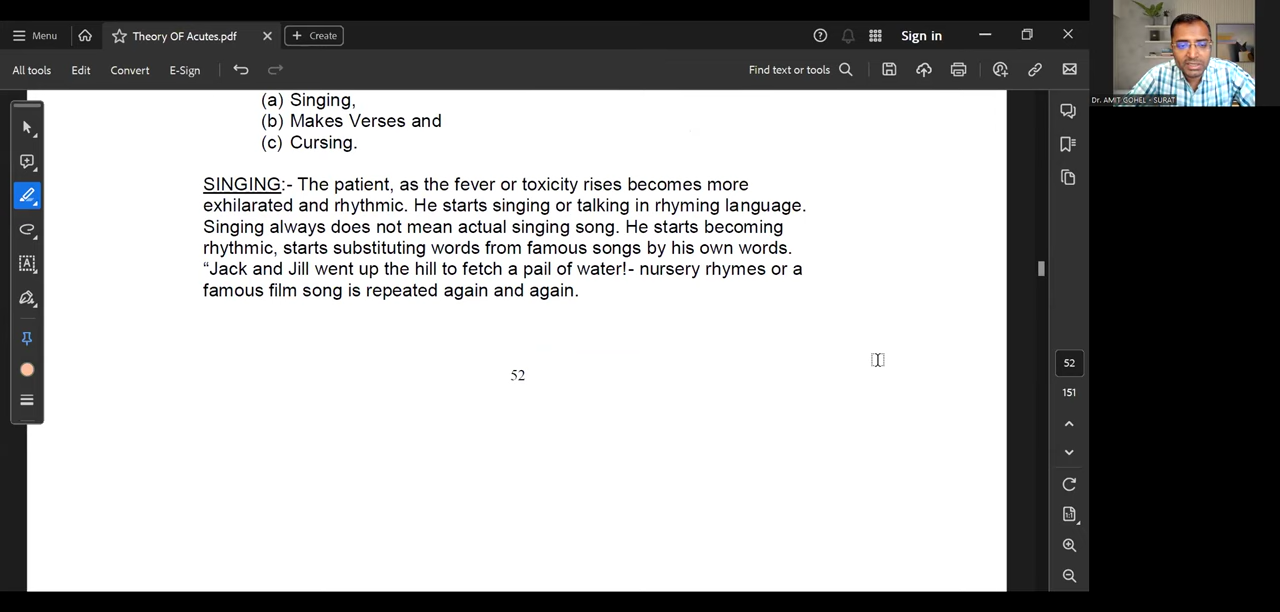 Menu
Theory OF Acutes.pdf
Create
Sign in
All tools
Edit
Convert
E-Sign
Find text or tools
(a) Singing,
(b) Makes Verses and
(c) Cursing.
SINGING:- The patient, as the fever or toxicity rises becomes more
exhilarated and rhythmic. He starts singing or talking in rhyming language.
Singing always does not mean actual singing song. He starts becoming
rhythmic, starts substituting words from famous songs by his own words.
“Jack and Jill went up the hill to fetch a pail of water!- nursery rhymes or a
famous film song is repeated again and again.
52
52
151
Dr. AMIT GOHEL - SURAT